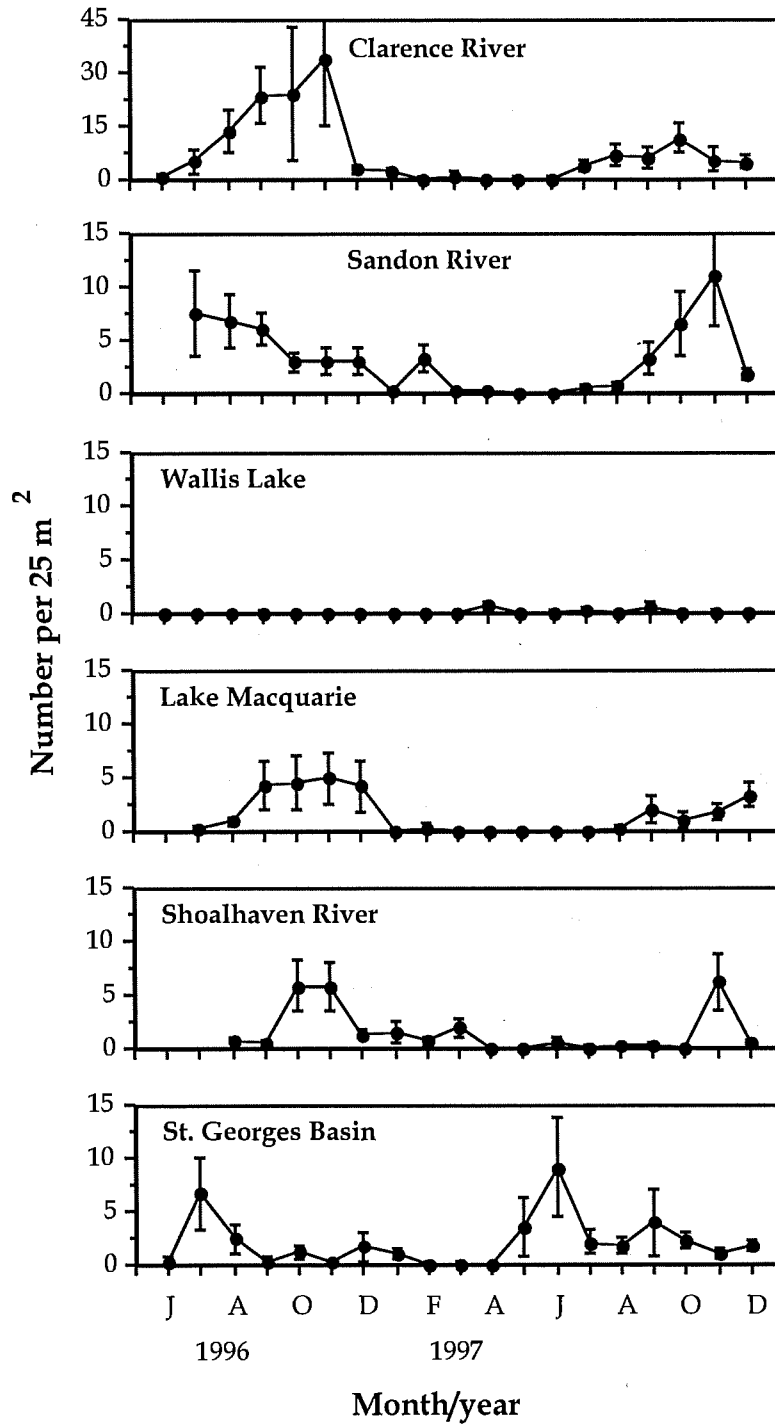 45
Clarence River
30
15
0
15
Sandon River
10
5
0
15
Wallis Lake
10
5
0
15
Lake Macquarie
10
5
0
15
Shoalhaven River
10
5
0
15
St. Georges Basin
10
5
0
Number per 25 m 2
J A O D F A J A O D
1996 1997
Month/year